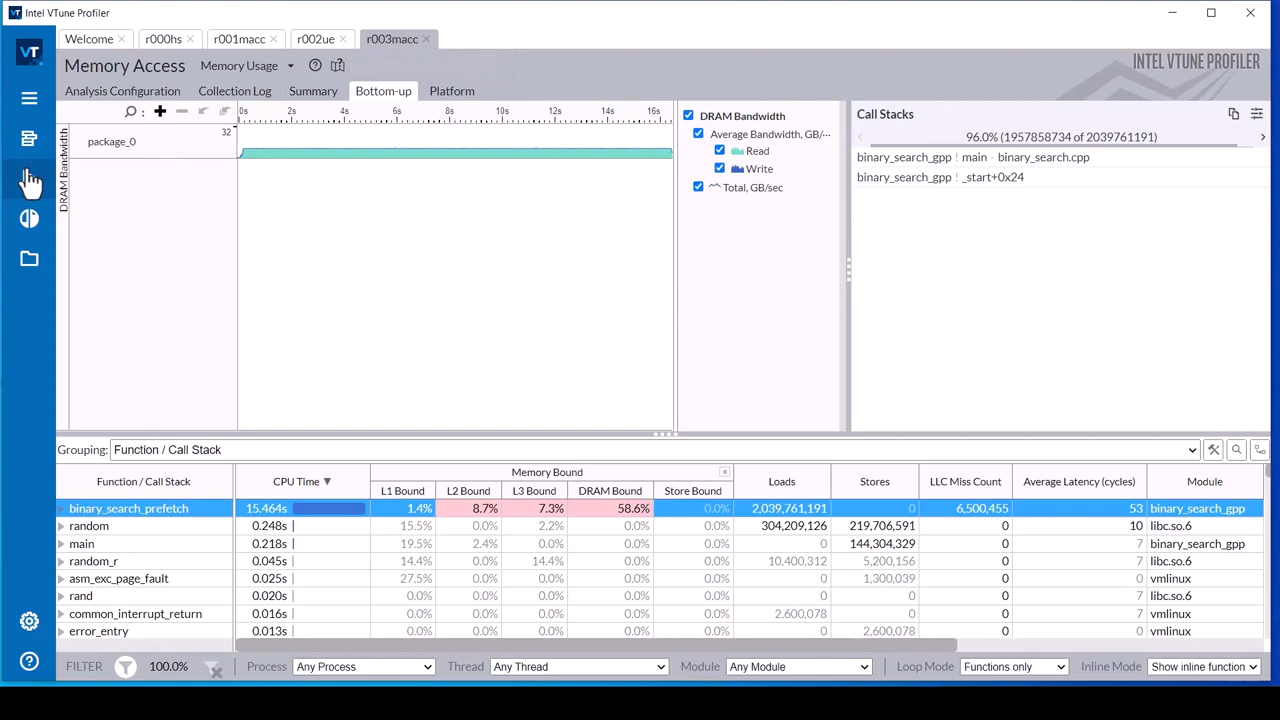 Intel VTune Profiler
Welcome r000hs r001macc r002ue r003macc
VT
Memory Access Memory Usage
INTEL VTUNE PROFILER
Analysis Configuration Collection Log Summary Bottom-up Platform
0s 2s 4s 6s 8s 10s 12s 14s 16s
DRAM Bandwidth
package_0 32
DRAM Bandwidth
Average Bandwidth, GB/···
Read
Write
Total, GB/sec
Call Stacks
96.0% (1957858734 of 2039761191)
binary_search_gpp ! main - binary_search.cpp
binary_search_gpp ! _start+0x24
Grouping: Function / Call Stack
Function / Call Stack CPU Time Memory Bound Loads Stores LLC Miss Count Average Latency (cycles) Module
L1 Bound L2 Bound L3 Bound DRAM Bound Store Bound
binary_search_prefetch 15.464s 1.4% 8.7% 7.3% 58.6% 0.0% 2,039,761,191 0 6,500,455 53 binary_search_gpp
random 0.248s 15.5% 0.0% 2.2% 0.0% 0.0% 304,209,126 219,706,591 0 10 libc.so.6
main 0.218s 19.5% 2.4% 0.0% 0.0% 0.0% 0 144,304,329 0 7 binary_search_gpp
random_r 0.045s 14.4% 0.0% 14.4% 0.0% 0.0% 10,400,312 5,200,156 0 7 libc.so.6
asm_exc_page_fault 0.025s 27.5% 0.0% 0.0% 0.0% 0.0% 0 1,300,039 0 0 vmlinux
rand 0.020s 0.0% 0.0% 0.0% 0.0% 0.0% 0 0 0 7 libc.so.6
common_interrupt_return 0.016s 0.0% 0.0% 0.0% 0.0% 0.0% 2,600,078 0 0 7 vmlinux
error_entry 0.013s 0.0% 0.0% 0.0% 0.0% 0.0% 0 2,600,078 0 0 vmlinux
FILTER 100.0% Process Any Process Thread Any Thread Module Any Module Loop Mode Functions only Inline Mode Show inline function